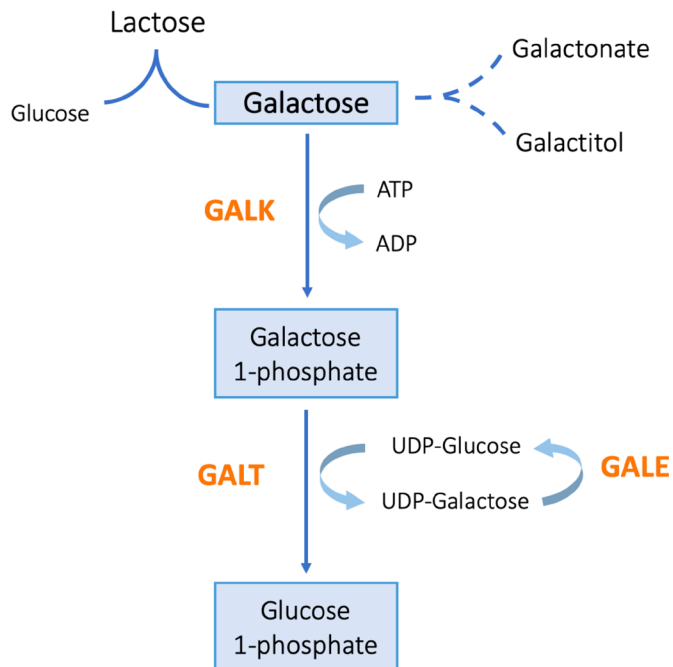 Lactose
Galactonate
Glucose
Galactose
Galactitol
GALK
ATP
ADP
Galactose
1-phosphate
GALT
UDP-Glucose
GALE
UDP-Galactose
Glucose
1-phosphate